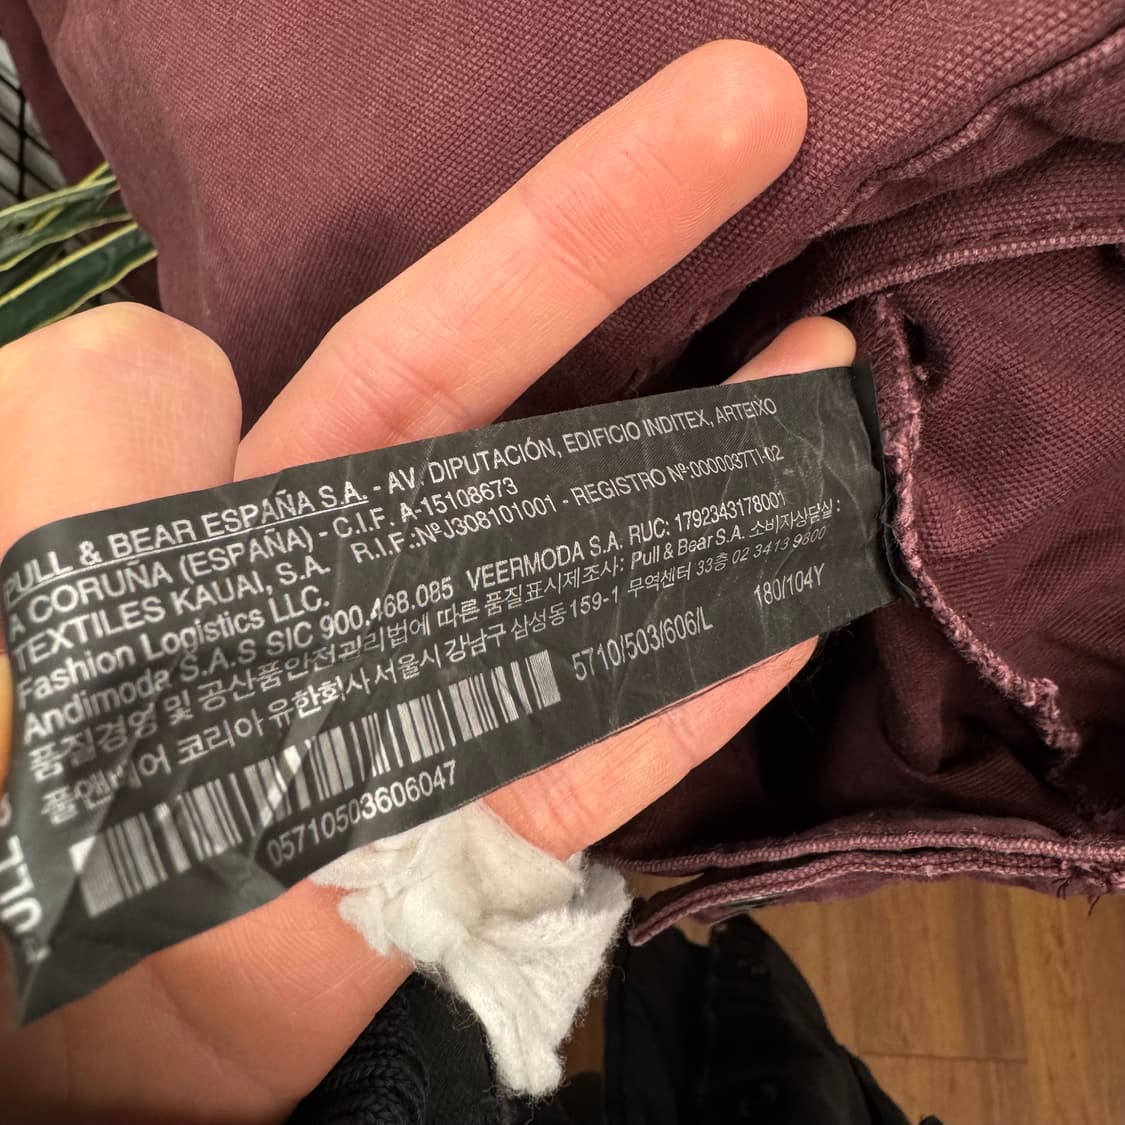 PULL & BEAR ESPAÑA S.A. - AV. DIPUTACIÓN, EDIFICIO INDITEX, ARTEIXO
A CORUÑA (ESPAÑA) - C.I.F. A-15108673
TEXTILES KAUAI, S.A. R.I.F.:NºJ308101001 - REGISTRO Nº:0000037TI-02
Fashion Logistics LLC.
Andimoda S.A.S SIC 900.468.085 VEERMODA S.A. RUC: 1792343178001
품질경영 및 공산품안전관리법에 따른 품질표시제조사: Pull & Bear S.A. 소비자상담실 :
풀앤베어 코리아 유한회사 서울시 강남구 삼성동 159-1 무역센터 33층 02 3413 9800
5710/503/606/L 180/104Y
05710503606047